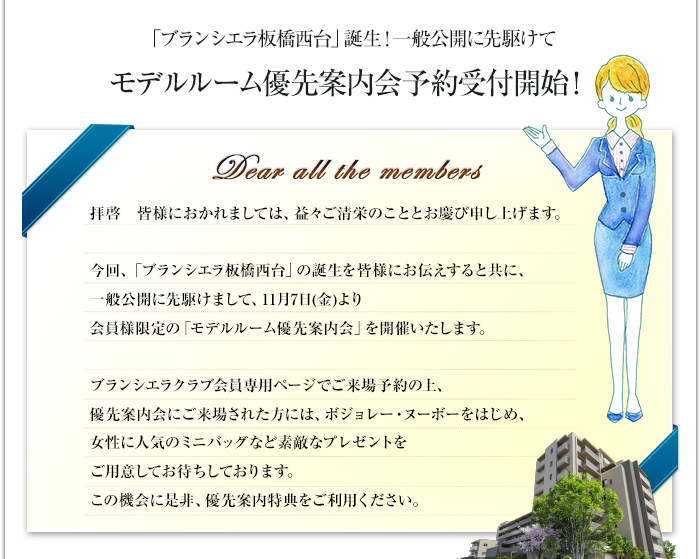 「ブランシエラ板橋西台」誕生！一般公開に先駆けて
モデルルーム優先案内会予約受付開始！
Dear all the members
拝啓　皆様におかれましては、益々ご清栄のこととお慶び申し上げます。
今回、「ブランシエラ板橋西台」の誕生を皆様にお伝えすると共に、
一般公開に先駆けまして、11月7日(金)より
会員様限定の「モデルルーム優先案内会」を開催いたします。
ブランシエラクラブ会員専用ページでご来場予約の上、
優先案内会にご来場された方には、ボジョレー・ヌーボーをはじめ、
女性に人気のミニバッグなど素敵なプレゼントを
ご用意してお待ちしております。
この機会に是非、優先案内特典をご利用ください。